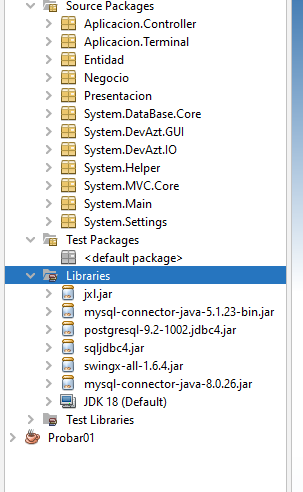 Source Packages
Aplicacion.Controller
Aplicacion.Terminal
Entidad
Negocio
Presentacion
System.DataBase.Core
System.DevAzt.GUI
System.DevAzt.IO
System.Helper
System.MVC.Core
System.Main
System.Settings
Test Packages
<default package>
Libraries
jxl.jar
mysql-connector-java-5.1.23-bin.jar
postgresql-9.2-1002.jdbc4.jar
sqljdbc4.jar
swingx-all-1.6.4.jar
mysql-connector-java-8.0.26.jar
JDK 18 (Default)
Test Libraries
Probar01